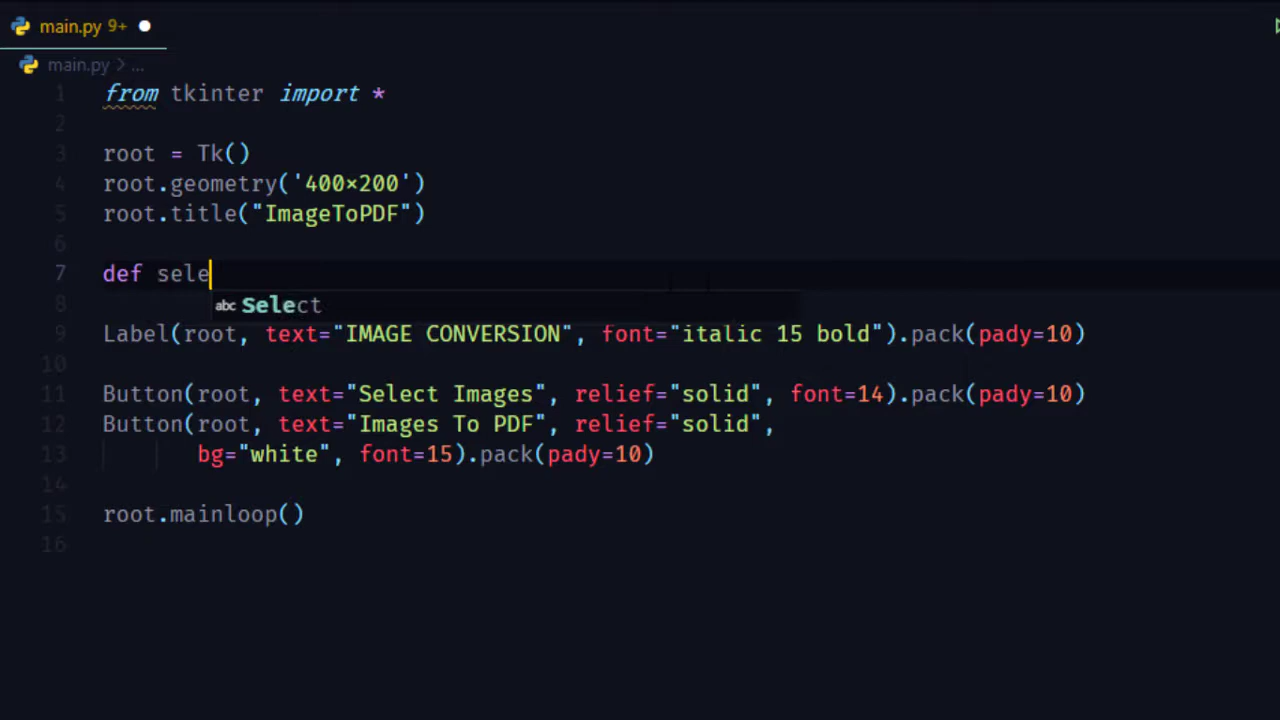 main.py 9+
main.py > ...
1 from tkinter import *
2
3 root = Tk()
4 root.geometry('400×200')
5 root.title("ImageToPDF")
6
7 def sele
8 abc Select
9 Label(root, text="IMAGE CONVERSION", font="italic 15 bold").pack(pady=10)
10
11 Button(root, text="Select Images", relief="solid", font=14).pack(pady=10)
12 Button(root, text="Images To PDF", relief="solid",
13 bg="white", font=15).pack(pady=10)
14
15 root.mainloop()
16